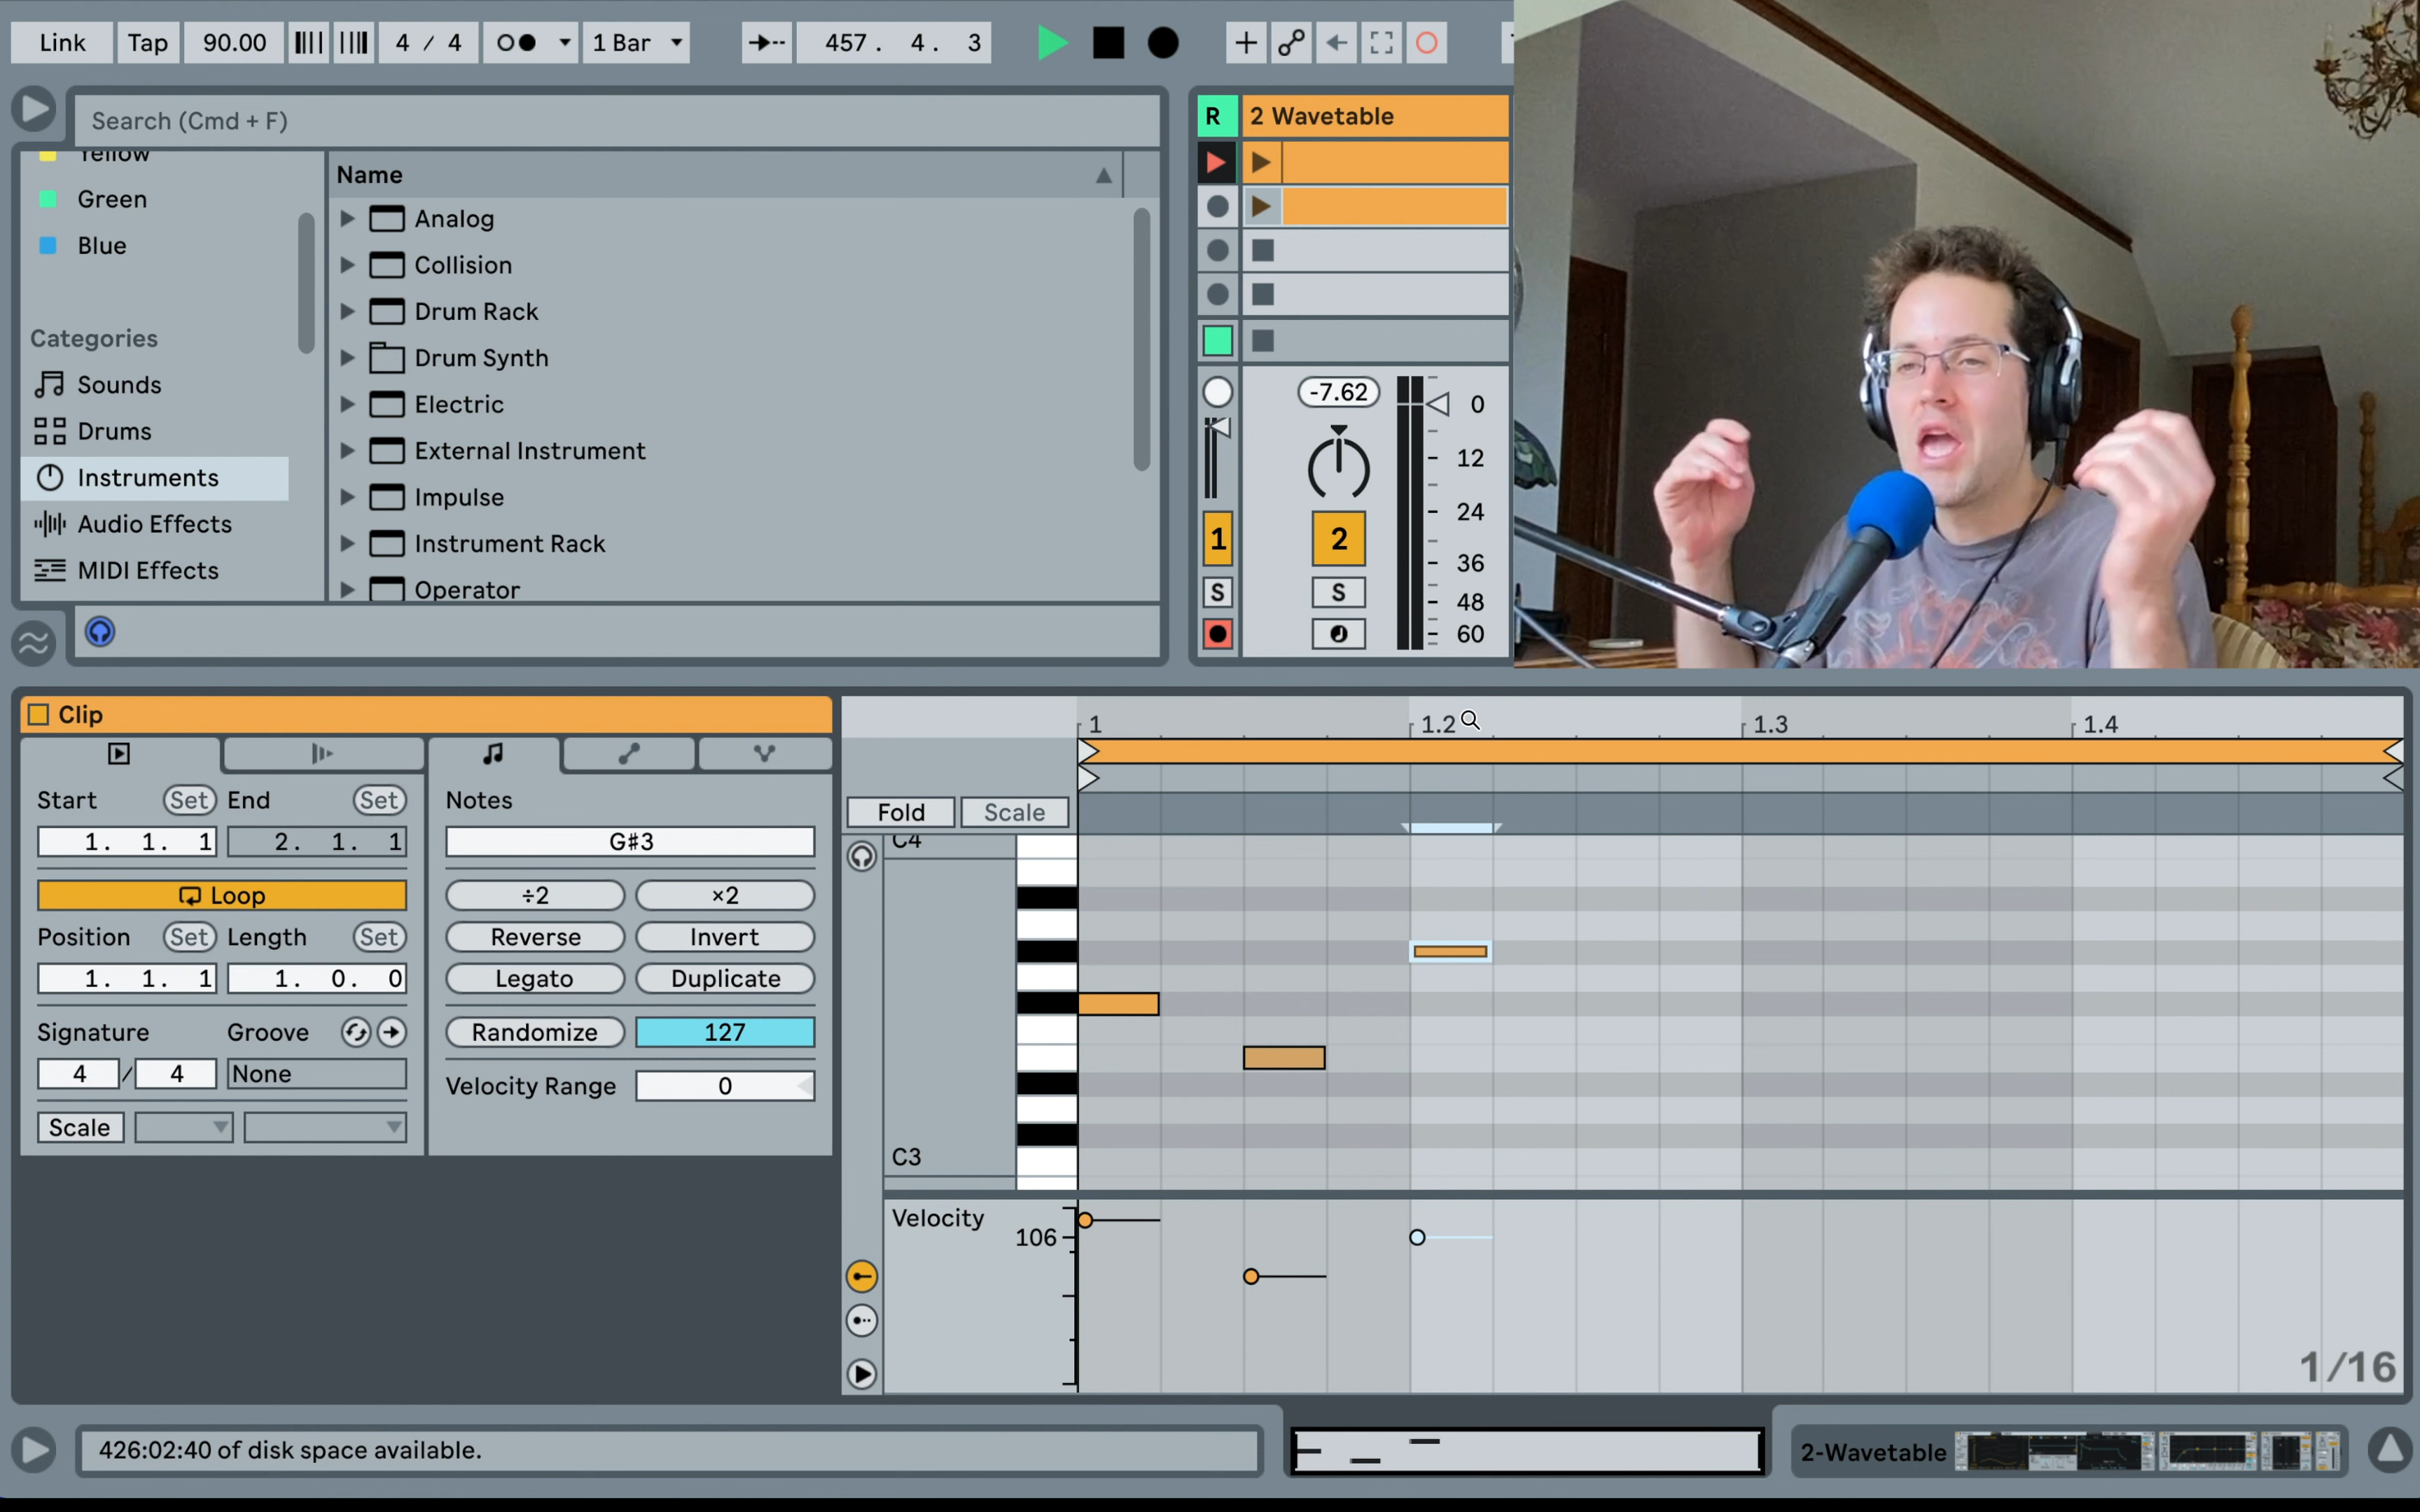 Link Tap 90.00 4 / 4 1 Bar 457. 4. 3
Search (Cmd + F)
Yellow
Green
Blue
Categories
Sounds
Drums
Instruments
Audio Effects
MIDI Effects
Name
Analog
Collision
Drum Rack
Drum Synth
Electric
External Instrument
Impulse
Instrument Rack
Operator
R 2 Wavetable
-7.62
0
12
24
36
48
60
1 2
S S
Clip
Start Set End Set
1. 1. 1 2. 1. 1
Loop
Position Set Length Set
1. 1. 1 1. 0. 0
Signature Groove
4 / 4 None
Scale
Notes
G#3
÷2 ×2
Reverse Invert
Legato Duplicate
Randomize 127
Velocity Range 0
1 1.2 1.3 1.4
Fold Scale
C4
C3
Velocity
106
1/16
426:02:40 of disk space available.
2-Wavetable